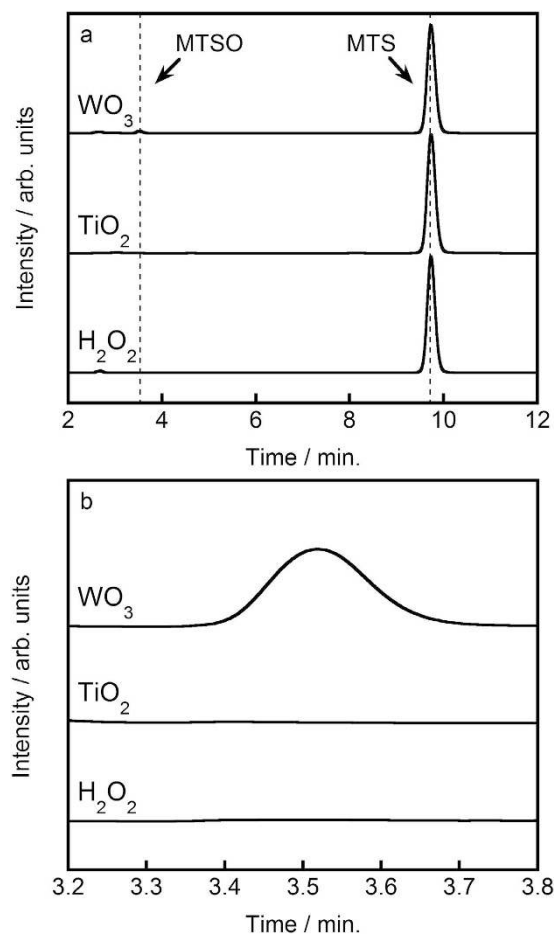 a
MTSO MTS
WO₃
TiO₂
H₂O₂
Intensity / arb. units
2 4 6 8 10 12
Time / min.
b
WO₃
TiO₂
H₂O₂
Intensity / arb. units
3.2 3.3 3.4 3.5 3.6 3.7 3.8
Time / min.